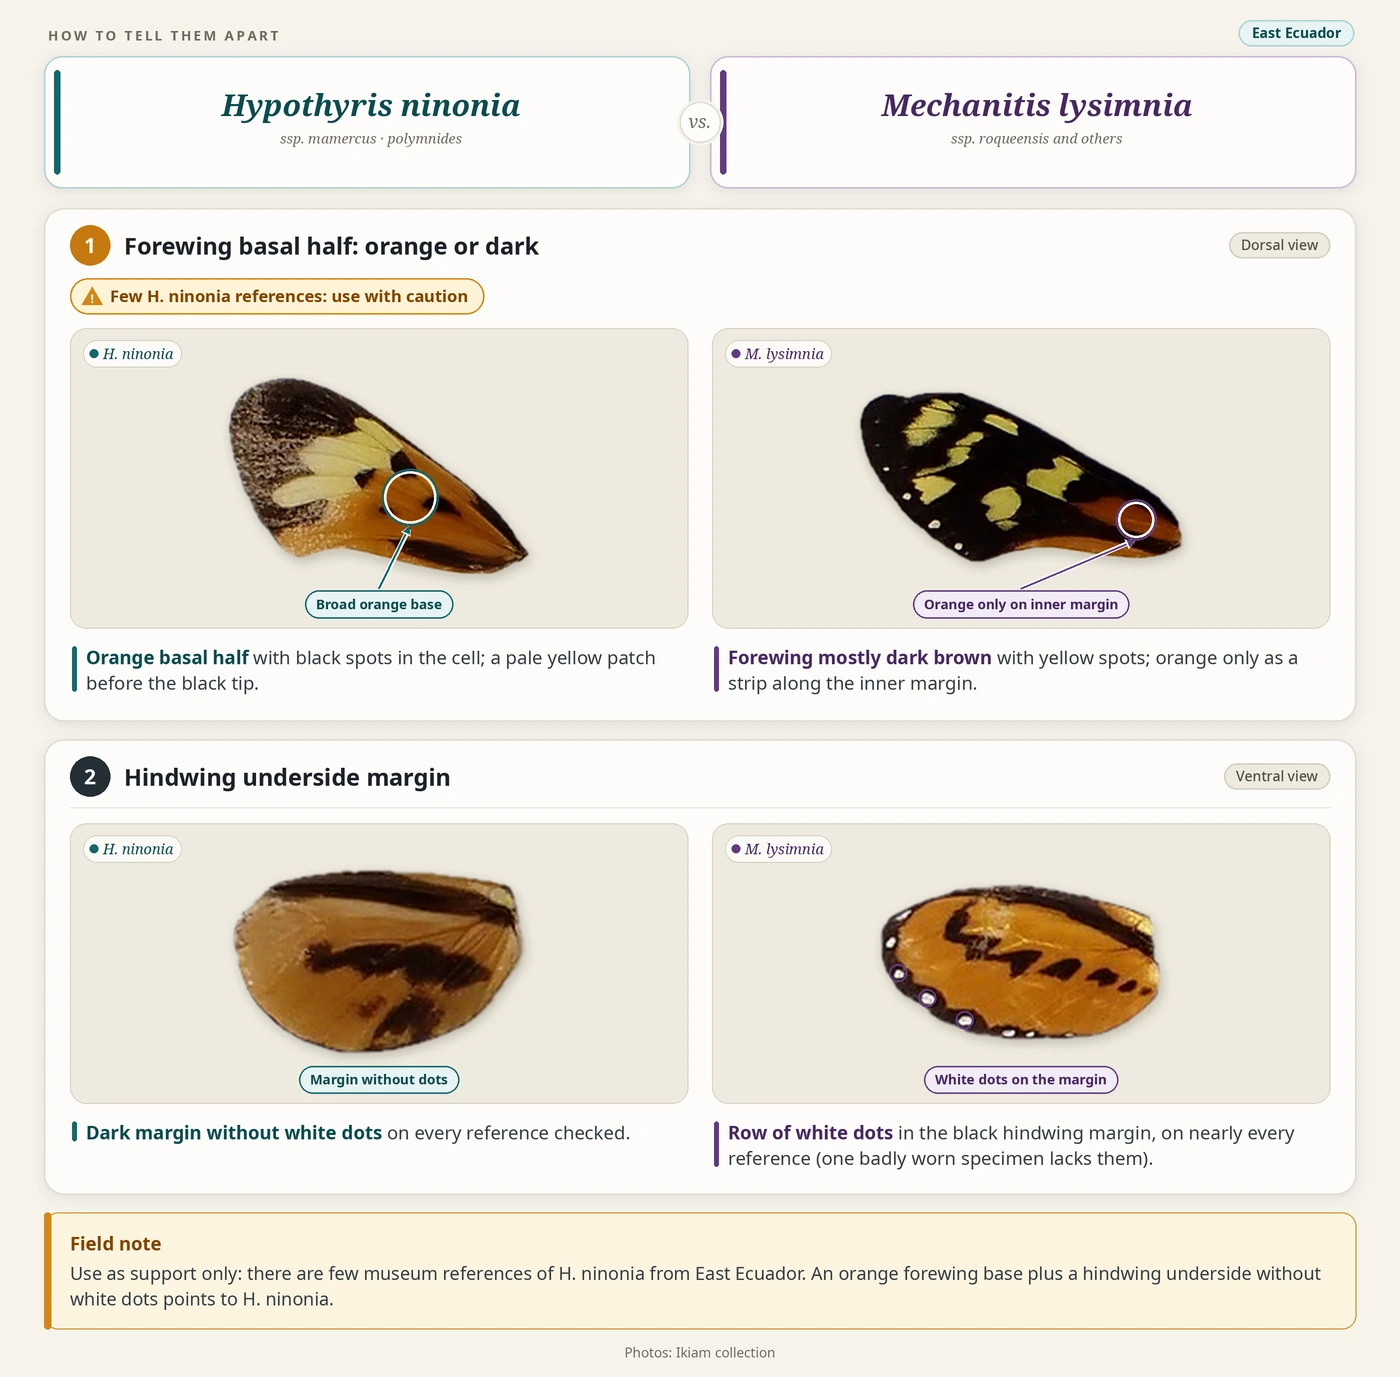 HOW TO TELL THEM APART
East Ecuador
Hypothyris ninonia
ssp. mamercus · polymnides
vs.
Mechanitis lysimnia
ssp. roqueensis and others
1 Forewing basal half: orange or dark
Dorsal view
Few H. ninonia references: use with caution
H. ninonia
M. lysimnia
Broad orange base
Orange only on inner margin
Orange basal half with black spots in the cell; a pale yellow patch
before the black tip.
Forewing mostly dark brown with yellow spots; orange only as a
strip along the inner margin.
2 Hindwing underside margin
Ventral view
H. ninonia
M. lysimnia
Margin without dots
White dots on the margin
Dark margin without white dots on every reference checked.
Row of white dots in the black hindwing margin, on nearly every
reference (one badly worn specimen lacks them).
Field note
Use as support only: there are few museum references of H. ninonia from East Ecuador. An orange forewing base plus a hindwing underside without
white dots points to H. ninonia.
Photos: Ikiam collection